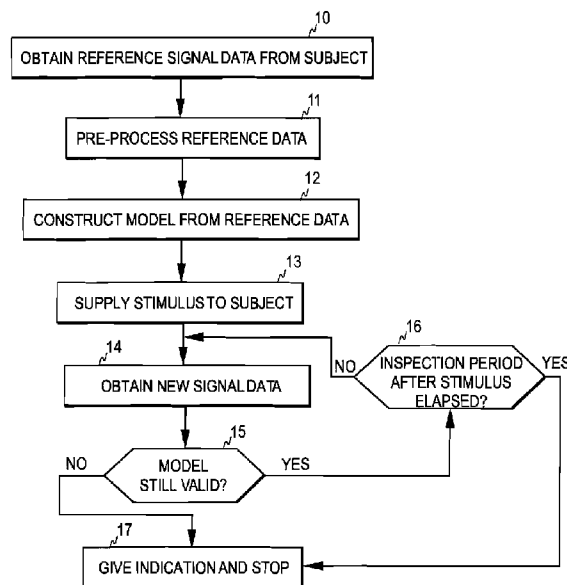 10
OBTAIN REFERENCE SIGNAL DATA FROM SUBJECT
11
PRE-PROCESS REFERENCE DATA
12
CONSTRUCT MODEL FROM REFERENCE DATA
13
SUPPLY STIMULUS TO SUBJECT
14
OBTAIN NEW SIGNAL DATA
16
NO
INSPECTION PERIOD
AFTER STIMULUS
ELAPSED?
YES
15
NO
MODEL
STILL VALID?
YES
17
GIVE INDICATION AND STOP